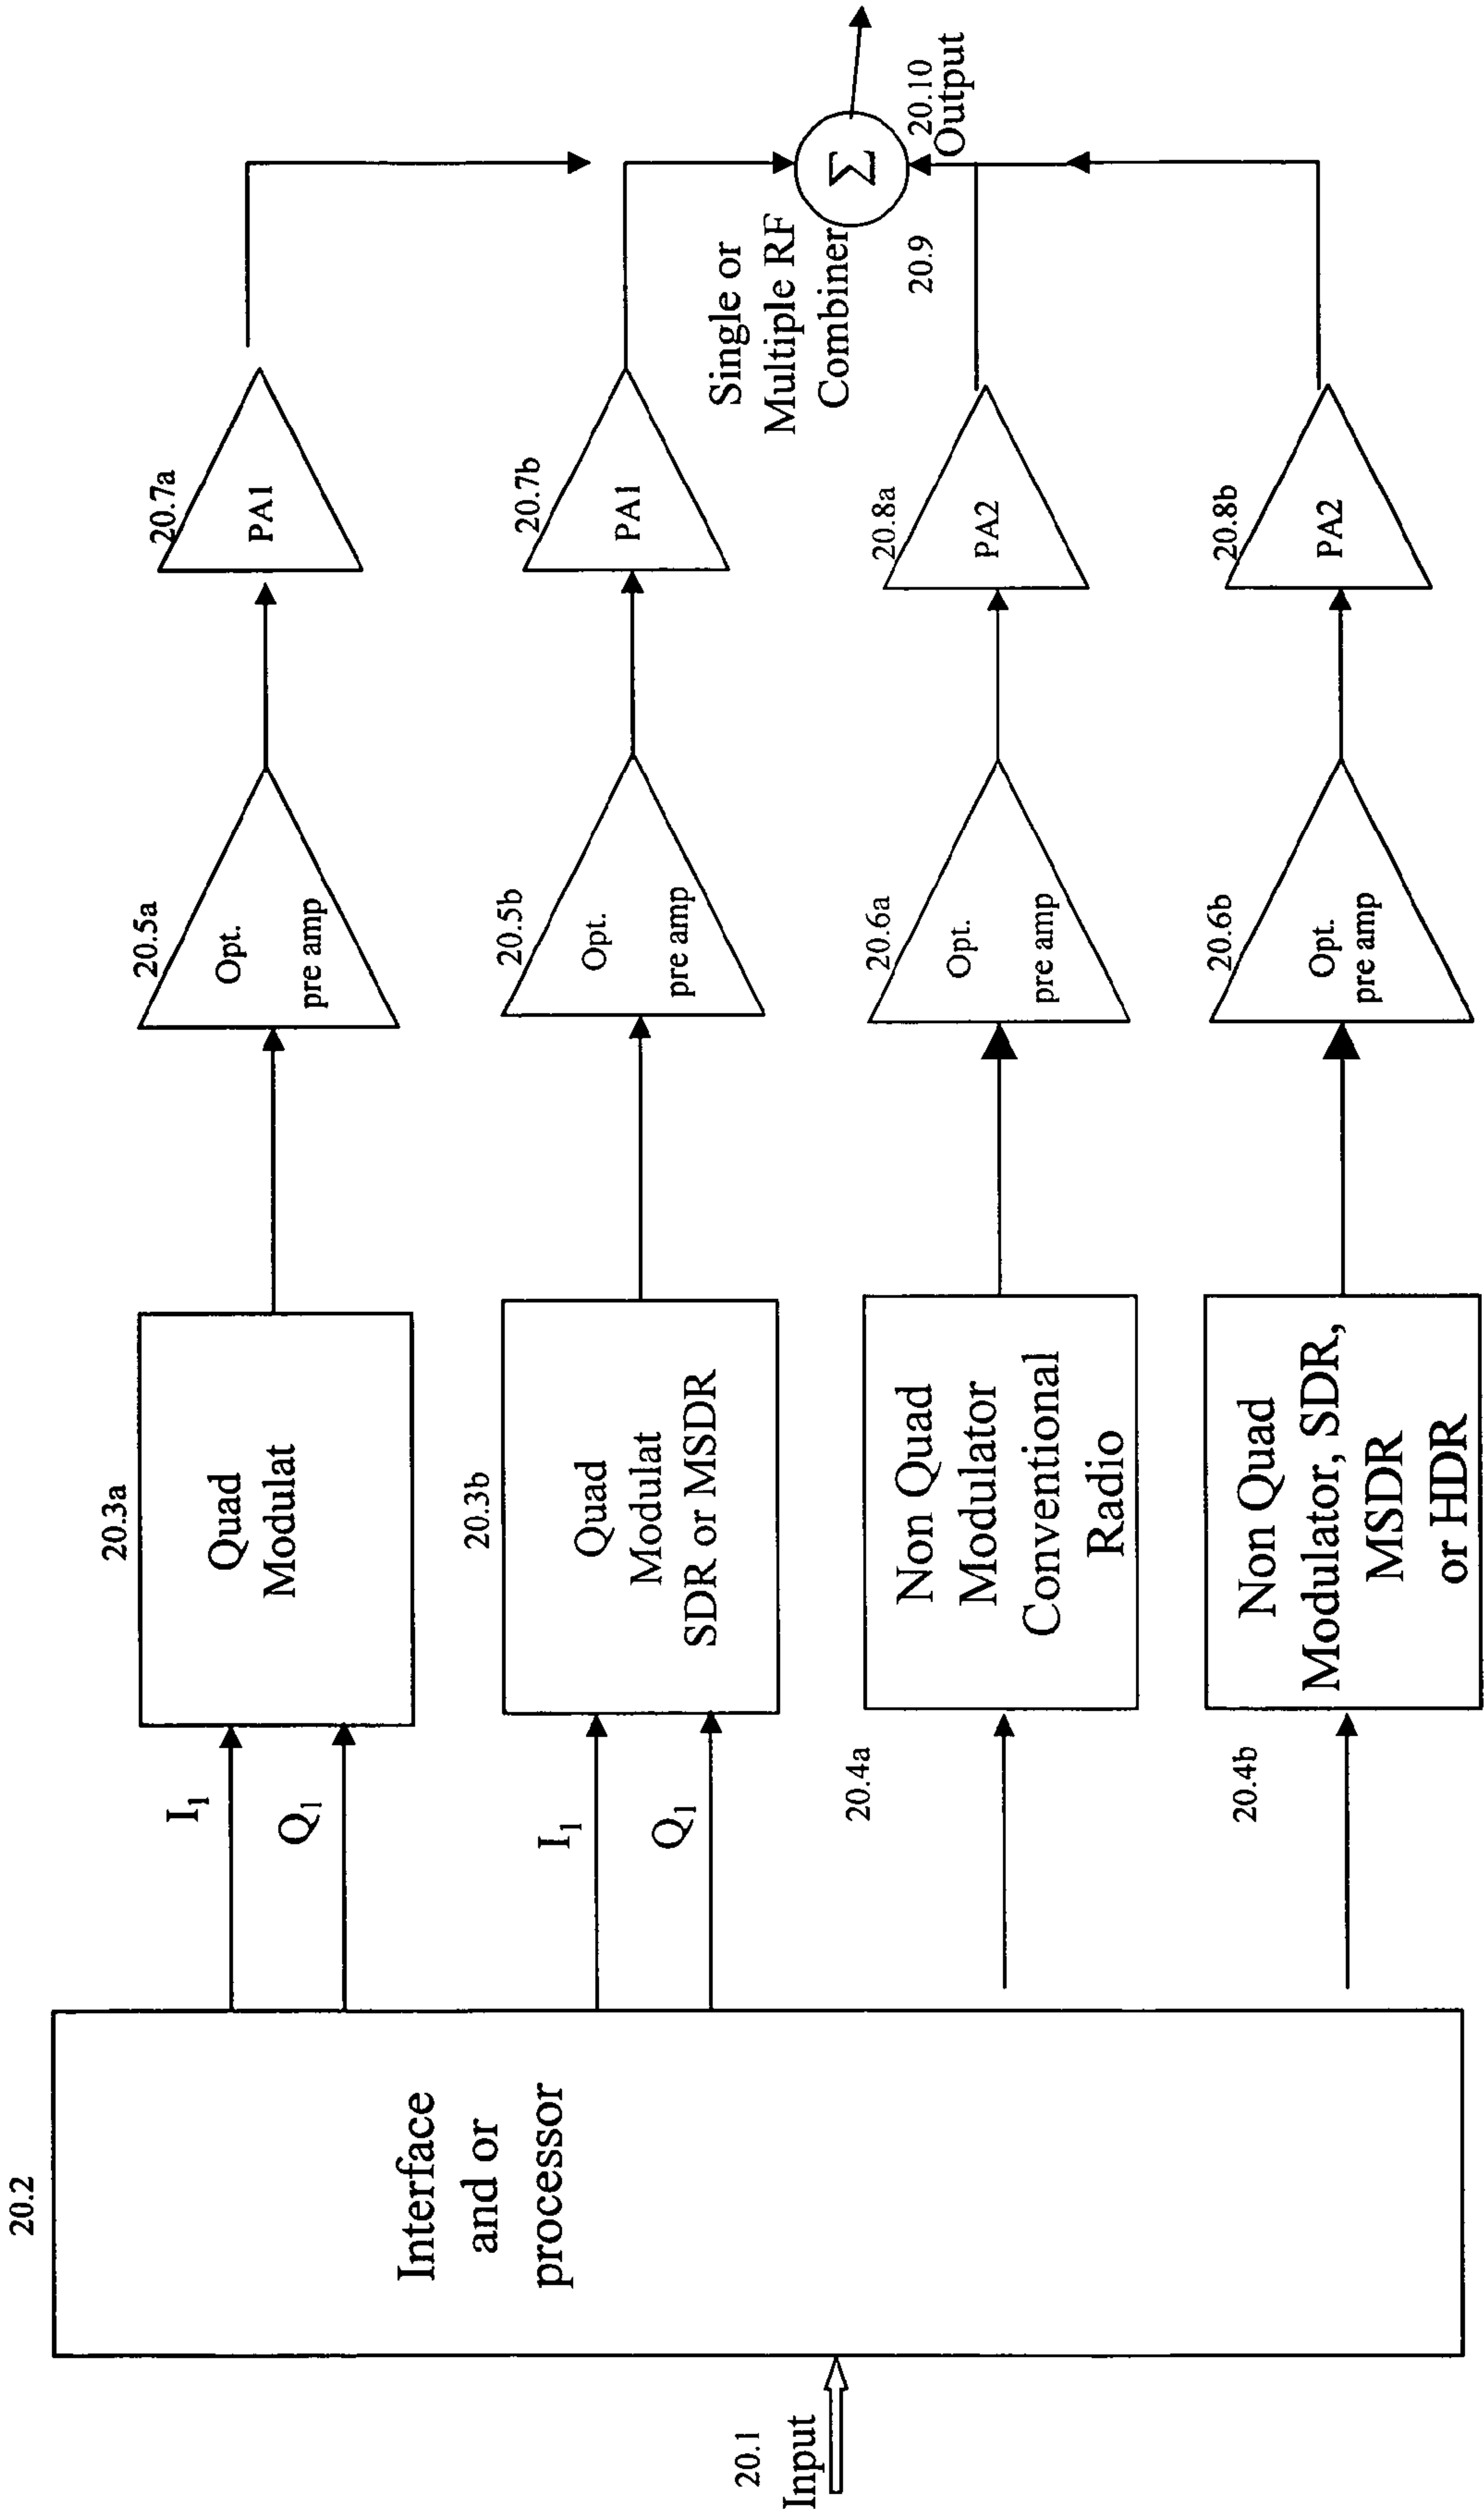 20.1
Input
20.2
Interface
and or
processor
I1
Q1
20.3a
Quad
Modulat
20.5a
Opt.
pre amp
20.7a
PA1
I1
Q1
20.3b
Quad
Modulat
SDR or MSDR
20.5b
Opt.
pre amp
20.7b
PA1
20.4a
Non Quad
Modulator
Conventional
Radio
20.6a
Opt.
pre amp
20.8a
PA2
20.4b
Non Quad
Modulator, SDR,
MSDR
or HDR
20.6b
Opt.
pre amp
20.8b
PA2
Single or
Multiple RF
Combiner
20.9
Σ
20.10
Output